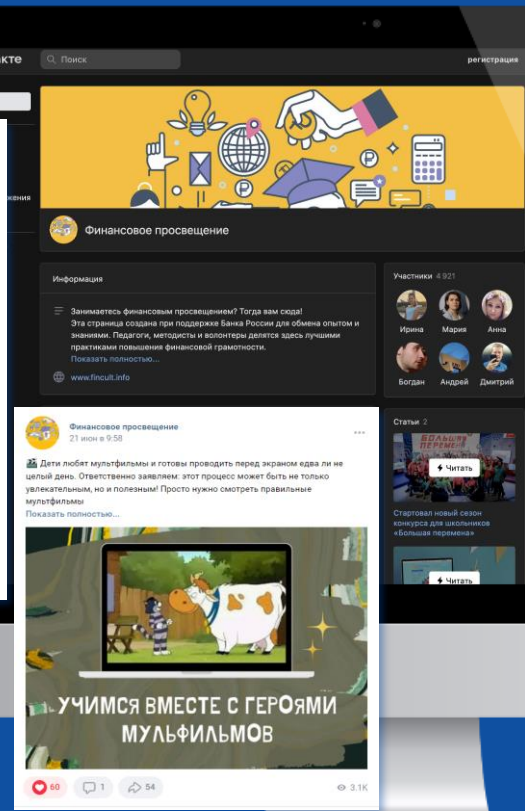 акте
Поиск
регистрация
жения
Финансовое просвещение
Информация
Занимаетесь финансовым просвещением? Тогда вам сюда!
Эта страница создана при поддержке Банка России для обмена опытом и
знаниями. Педагоги, методисты и волонтеры делятся здесь лучшими
практиками повышения финансовой грамотности.
Показать полностью...
www.fincult.info
Участники 4 921
Ирина Мария Анна
Богдан Андрей Дмитрий
Статьи 2
БОЛЬШАЯ
ПЕРЕМЕНА
Читать
Стартовал новый сезон
конкурса для школьников
«Большая перемена»
Читать
Финансовое просвещение
21 июн в 9:58
Дети любят мультфильмы и готовы проводить перед экраном едва ли не
целый день. Ответственно заявляем: этот процесс может быть не только
увлекательным, но и полезным! Просто нужно смотреть правильные
мультфильмы
Показать полностью...
УЧИМСЯ ВМЕСТЕ С ГЕРОЯМИ
МУЛЬФИЛЬМОВ
60 1 54 3.1K